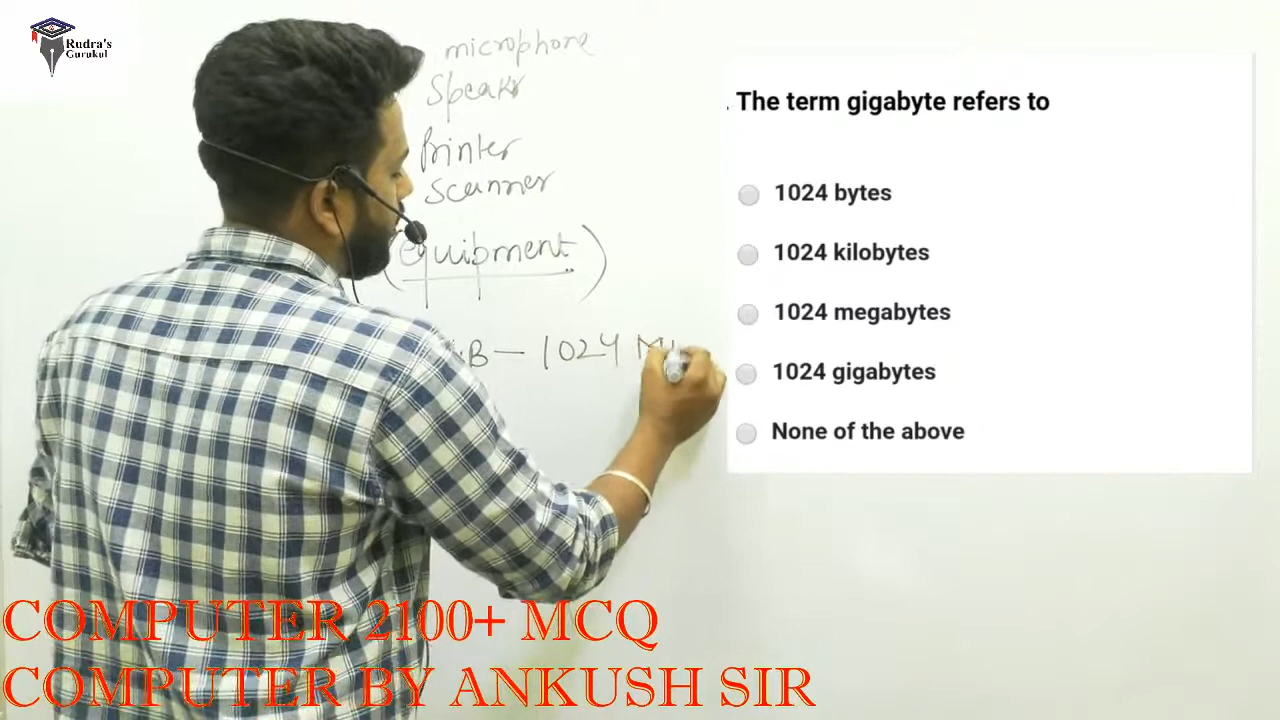 Rudra's
Gurukul
microphone
Speakr
Printer
Scanner
(equipment)
B – 1024 M
. The term gigabyte refers to
1024 bytes
1024 kilobytes
1024 megabytes
1024 gigabytes
None of the above
COMPUTER 2100+ MCQ
COMPUTER BY ANKUSH SIR